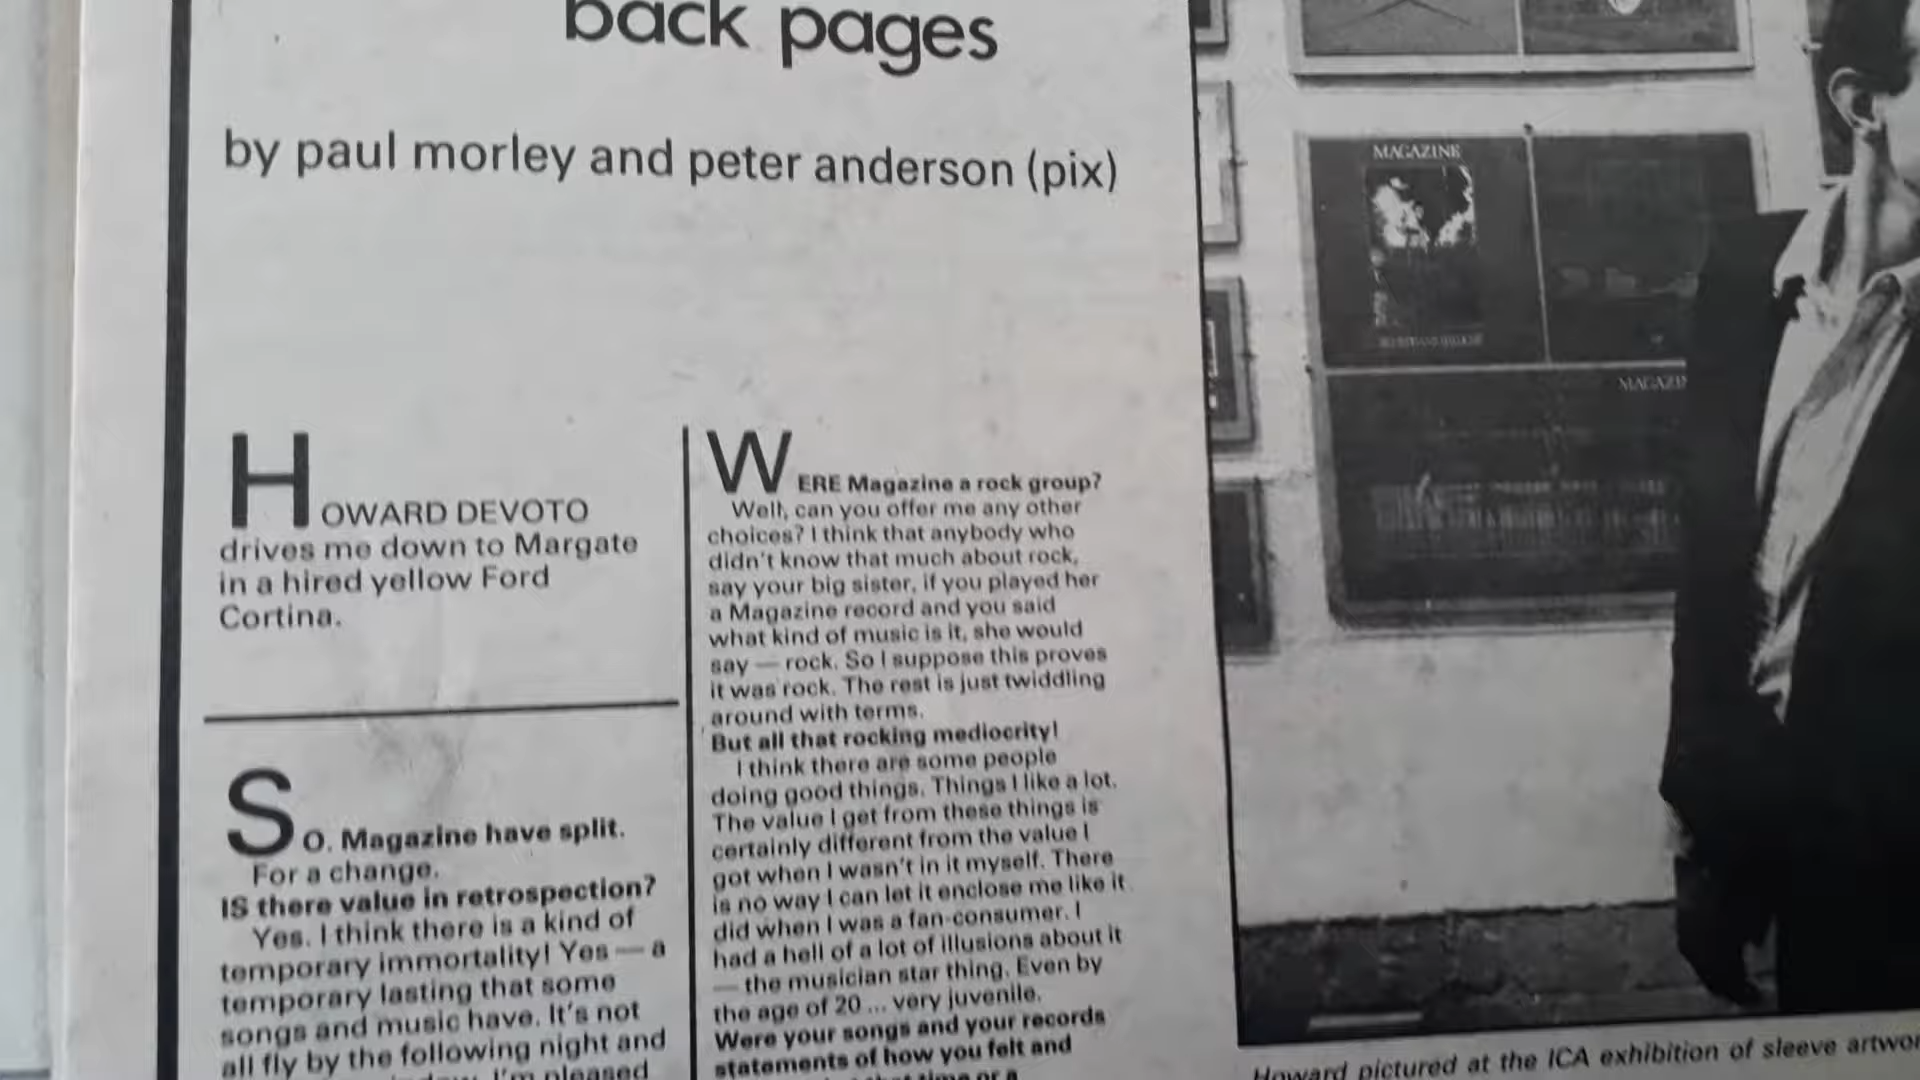 back pages
by paul morley and peter anderson (pix)
HOWARD DEVOTO
drives me down to Margate
in a hired yellow Ford
Cortina.
SO. Magazine have split.
For a change.
IS there value in retrospection?
Yes. I think there is a kind of
temporary immortality! Yes — a
temporary lasting that some
songs and music have. It's not
all fly by the following night and
I'm pleased
WERE Magazine a rock group?
Well, can you offer me any other
choices? I think that anybody who
didn't know that much about rock,
say your big sister, if you played her
a Magazine record and you said
what kind of music is it, she would
say — rock. So I suppose this proves
it was rock. The rest is just twiddling
around with terms.
But all that rocking mediocrity!
I think there are some people
doing good things. Things I like a lot.
The value I get from these things is
certainly different from the value I
got when I wasn't in it myself. There
is no way I can let it enclose me like it
did when I was a fan-consumer. I
had a hell of a lot of illusions about it
— the musician star thing. Even by
the age of 20 ... very juvenile.
Were your songs and your records
statements of how you felt and
time or a
MAGAZINE
MAGAZIN
Howard pictured at the ICA exhibition of sleeve artwor